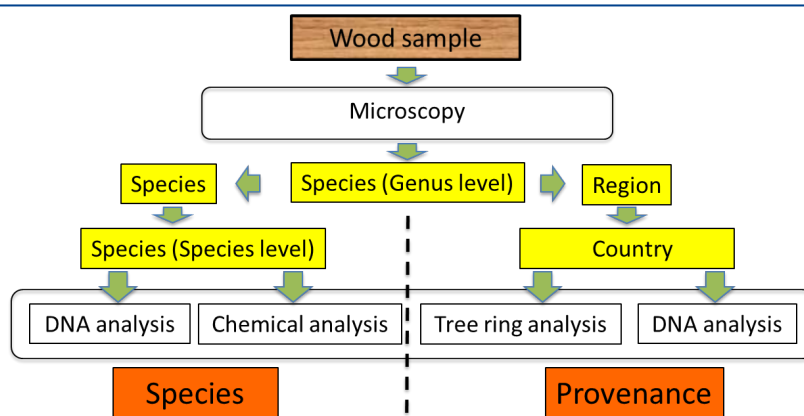 Wood sample
Microscopy
Species
Species (Genus level)
Region
Species (Species level)
Country
DNA analysis
Chemical analysis
Tree ring analysis
DNA analysis
Species
Provenance